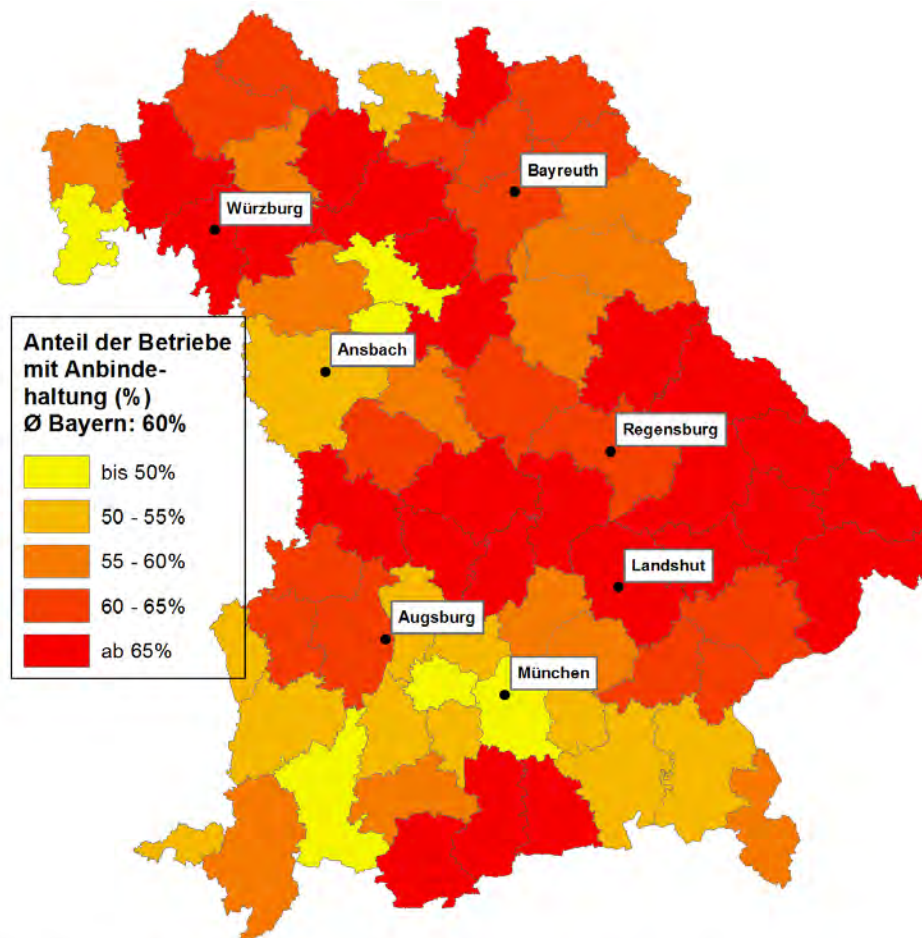 Bayreuth
Würzburg
Anteil der Betriebe
mit Anbinde-
haltung (%)
Ø Bayern: 60%
bis 50%
50 - 55%
55 - 60%
60 - 65%
ab 65%
Ansbach
Regensburg
Landshut
Augsburg
München